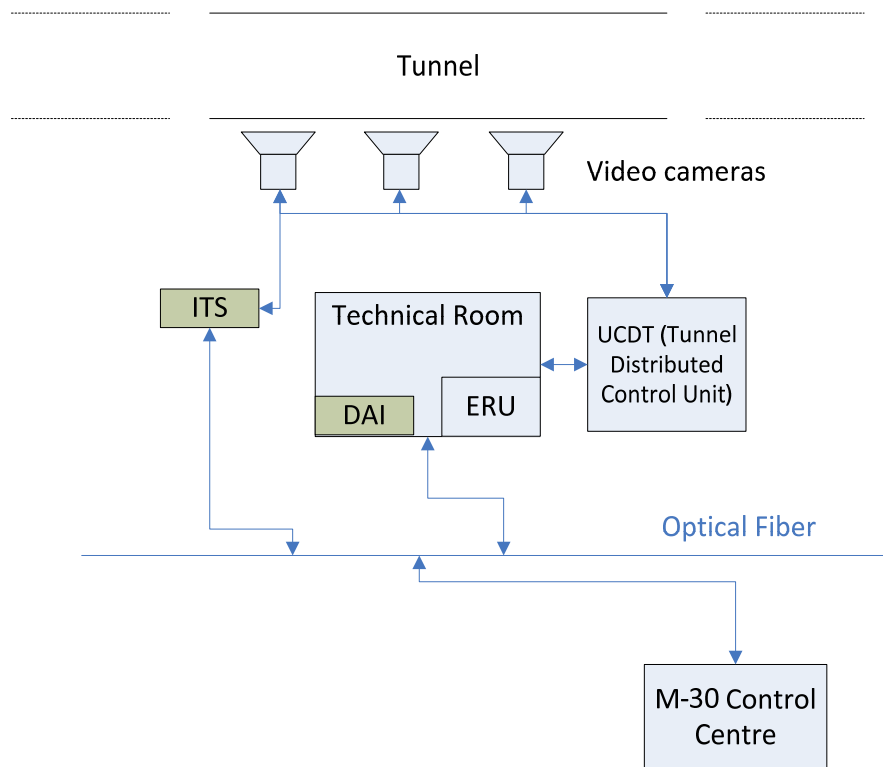 Tunnel
Video cameras
ITS
Technical Room
UCDT (Tunnel
Distributed
Control Unit)
DAI
ERU
Optical Fiber
M-30 Control
Centre